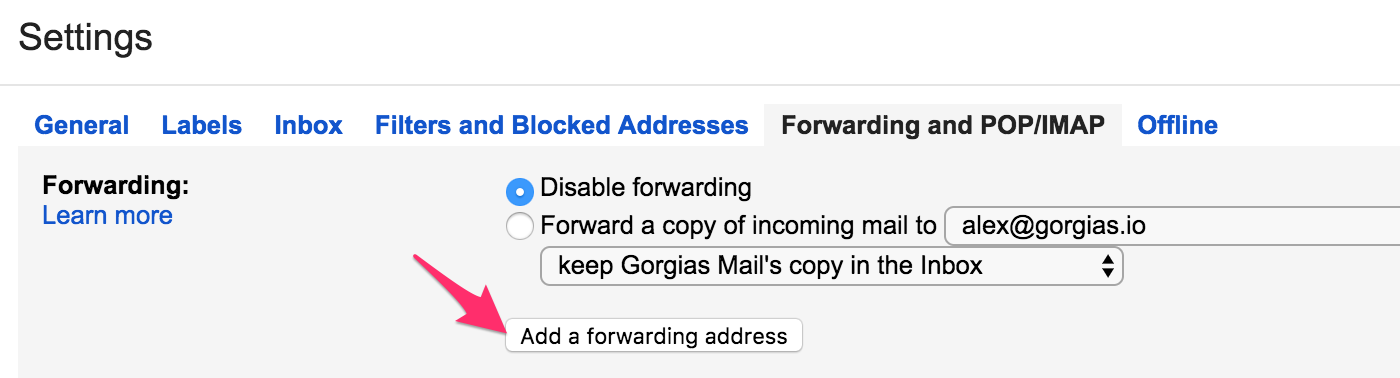 Settings
General Labels Inbox Filters and Blocked Addresses Forwarding and POP/IMAP Offline
Forwarding: Disable forwarding
Learn more Forward a copy of incoming mail to alex@gorgias.io
keep Gorgias Mail's copy in the Inbox
Add a forwarding address